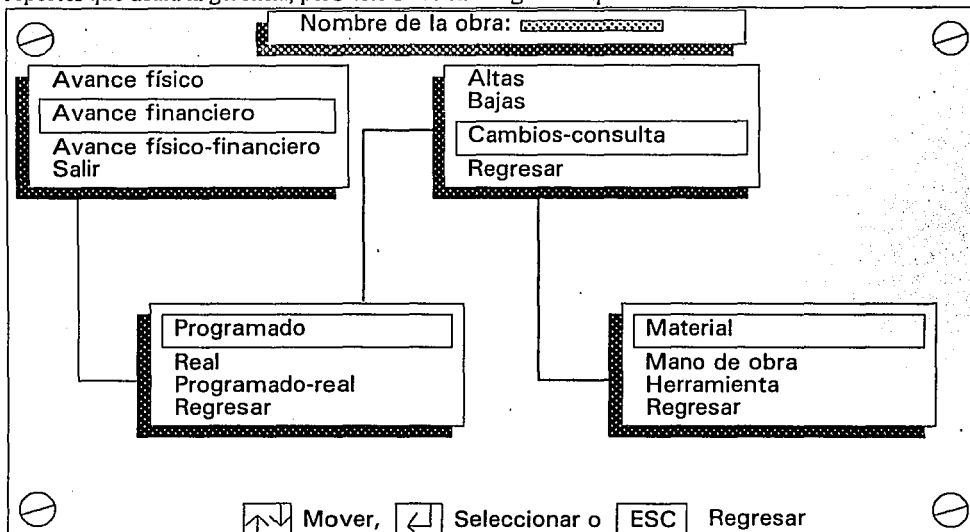 Nombre de la obra:
Avance físico
Avance financiero
Avance físico-financiero
Salir
Altas
Bajas
Cambios-consulta
Regresar
Programado
Real
Programado-real
Regresar
Material
Mano de obra
Herramienta
Regresar
Mover, Seleccionar o ESC Regresar